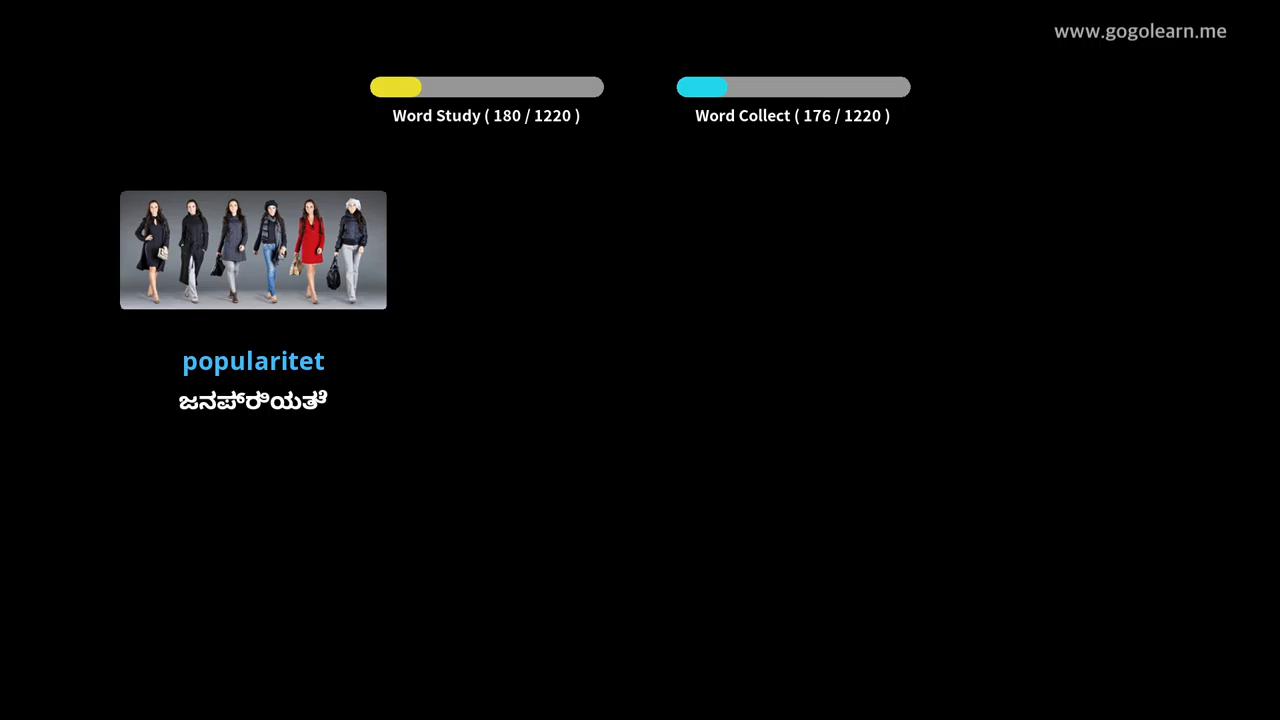 www.gogolearn.me
Word Study ( 180 / 1220 )
Word Collect ( 176 / 1220 )
popularitet
ಜನಪ್ರಿಯತೆ